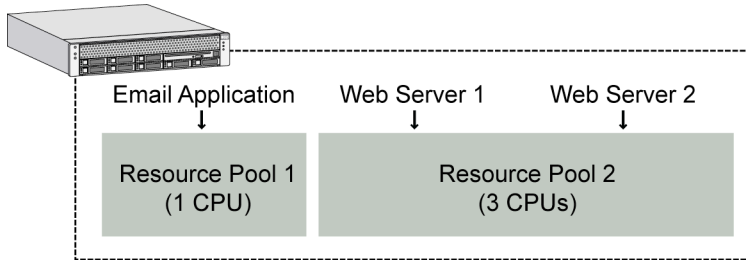 Email Application
Web Server 1
Web Server 2
Resource Pool 1
(1 CPU)
Resource Pool 2
(3 CPUs)